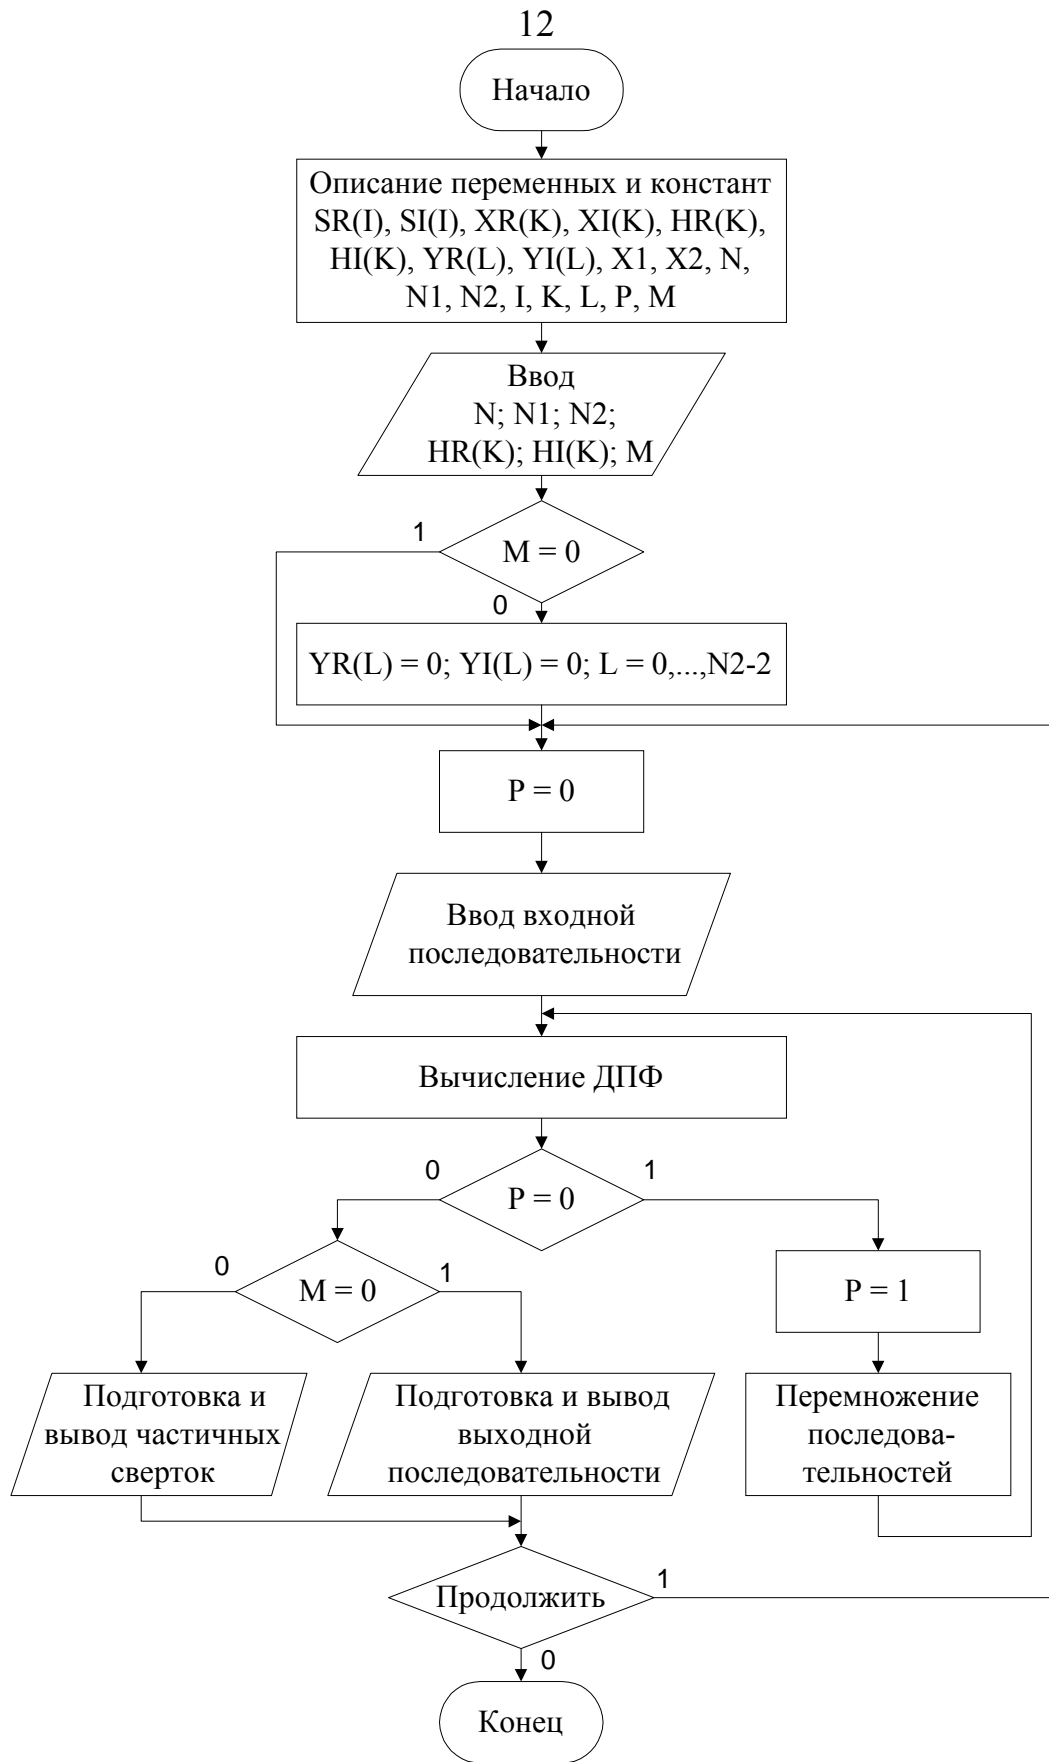 12
Начало
Описание переменных и констант
SR(I), SI(I), XR(K), XI(K), HR(K),
HI(K), YR(L), YI(L), X1, X2, N,
N1, N2, I, K, L, P, M
Ввод
N; N1; N2;
HR(K); HI(K); M
1
M = 0
0
YR(L) = 0; YI(L) = 0; L = 0,...,N2-2
P = 0
Ввод входной
последовательности
Вычисление ДПФ
0
1
P = 0
0
M = 0
1
P = 1
Подготовка и
вывод частичных
сверток
Подготовка и вывод
выходной
последовательности
Перемножение
последова-
тельностей
Продолжить
1
0
Конец